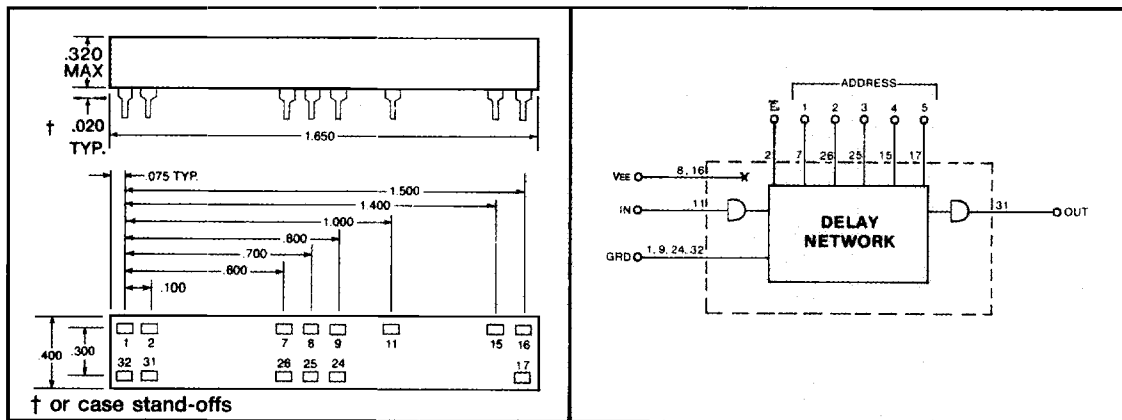 .320
MAX
†
.020
TYP.
1.650
.075 TYP.
1.500
1.400
1.000
.800
.700
.600
.100
.400
.300
1 2 7 8 9 11 15 16
32 31 26 25 24 17
† or case stand-offs
ADDRESS
E̅ 1 2 3 4 5
2 7 26 25 15 17
VEE 8, 16
IN 11
DELAY
NETWORK
31 OUT
GRD 1, 9, 24, 32